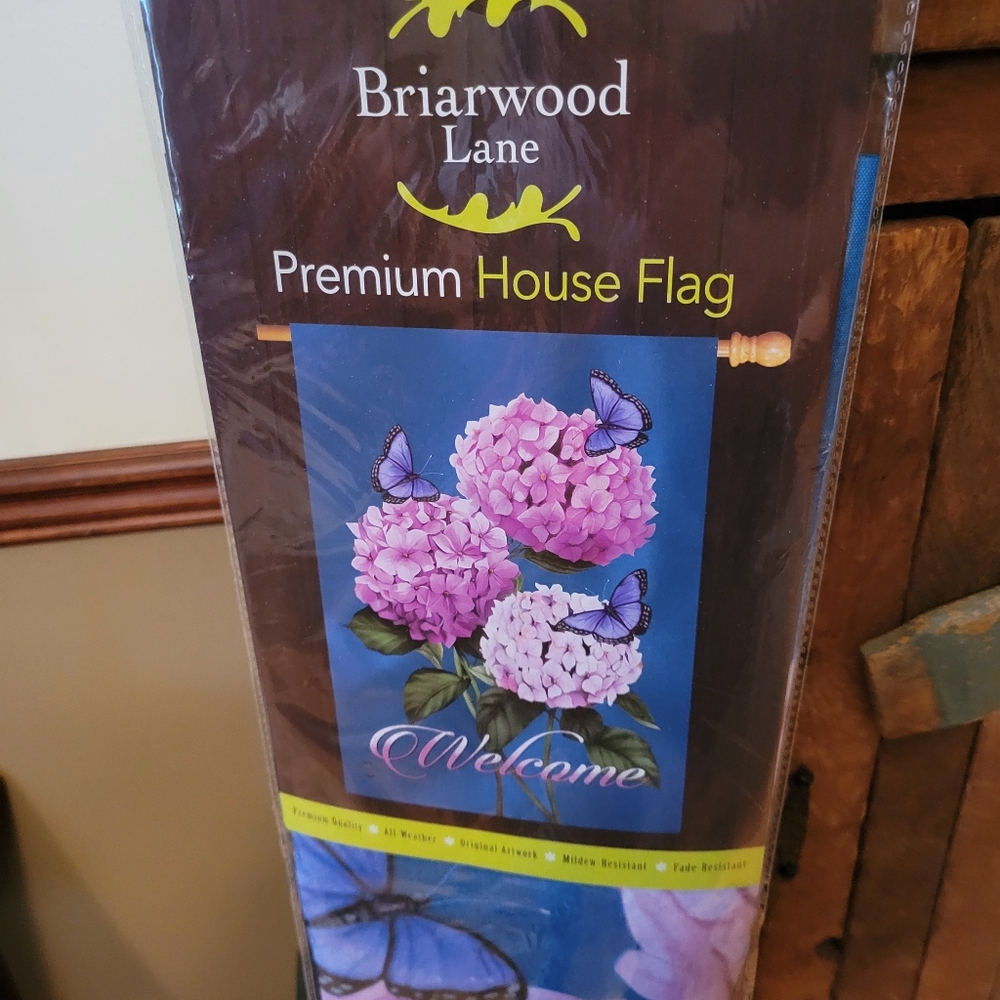 Briarwood
Lane
Premium House Flag
Welcome
Premium Quality All Weather Original Artwork Mildew Resistant Fade Resistant